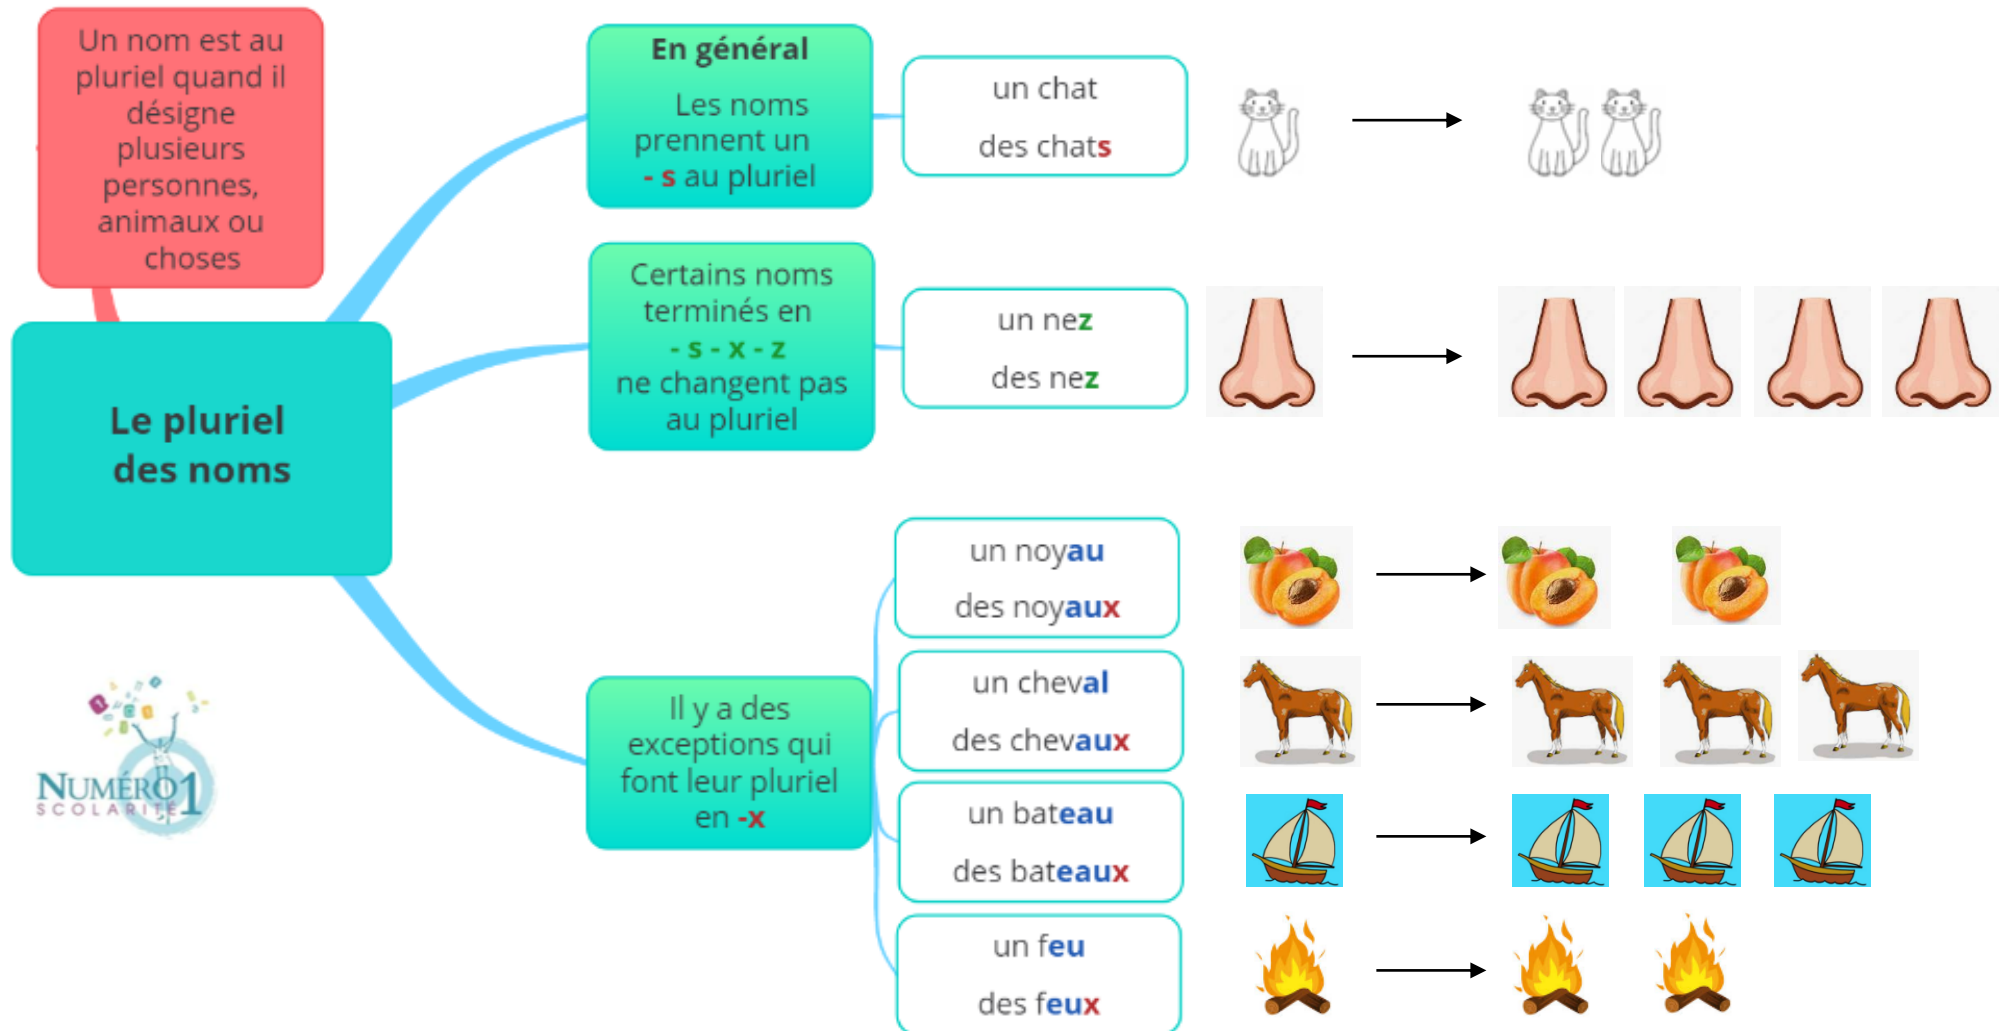 Un nom est au
pluriel quand il
désigne
plusieurs
personnes,
animaux ou
choses
Le pluriel
des noms
En général
Les noms
prennent un
- s au pluriel
un chat
des chats
Certains noms
terminés en
- s - x - z
ne changent pas
au pluriel
un nez
des nez
Il y a des
exceptions qui
font leur pluriel
en -x
un noyau
des noyaux
un cheval
des chevaux
un bateau
des bateaux
un feu
des feux
NUMÉRO1
SCOLARITÉ